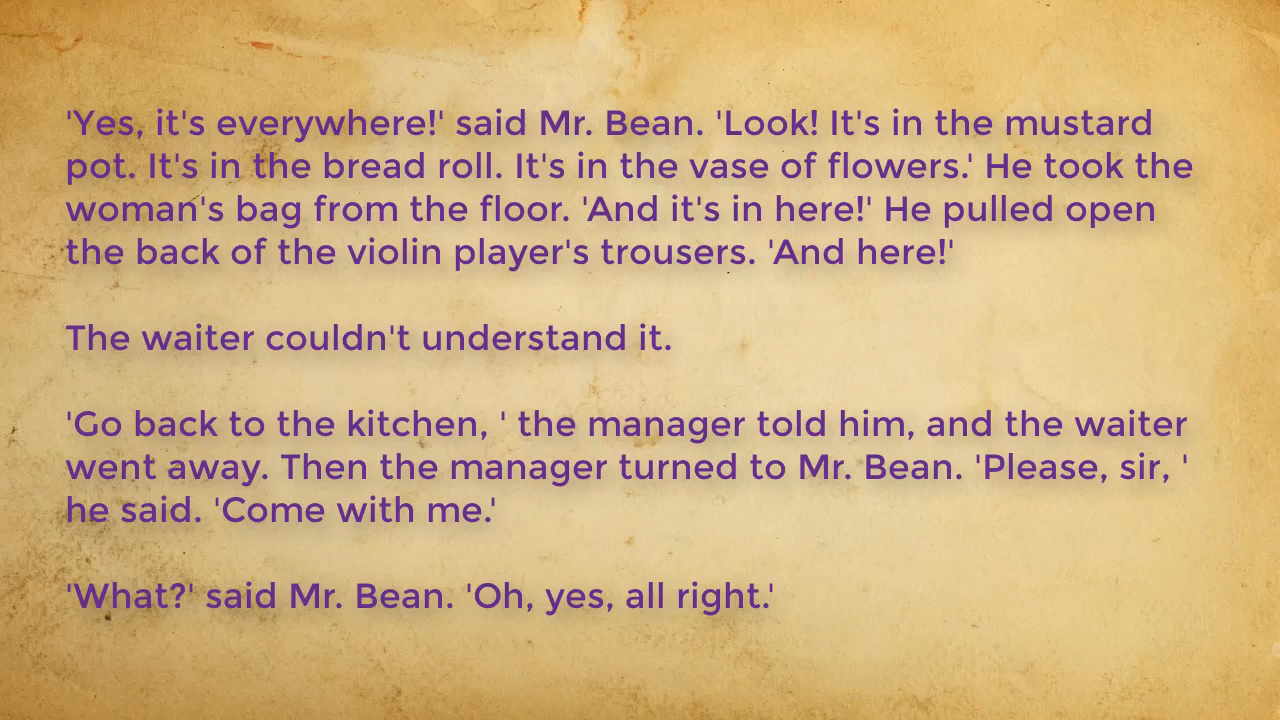 'Yes, it's everywhere!' said Mr. Bean. 'Look! It's in the mustard
pot. It's in the bread roll. It's in the vase of flowers.' He took the
woman's bag from the floor. 'And it's in here!' He pulled open
the back of the violin player's trousers. 'And here!'
The waiter couldn't understand it.
'Go back to the kitchen, ' the manager told him, and the waiter
went away. Then the manager turned to Mr. Bean. 'Please, sir, '
he said. 'Come with me.'
'What?' said Mr. Bean. 'Oh, yes, all right.'